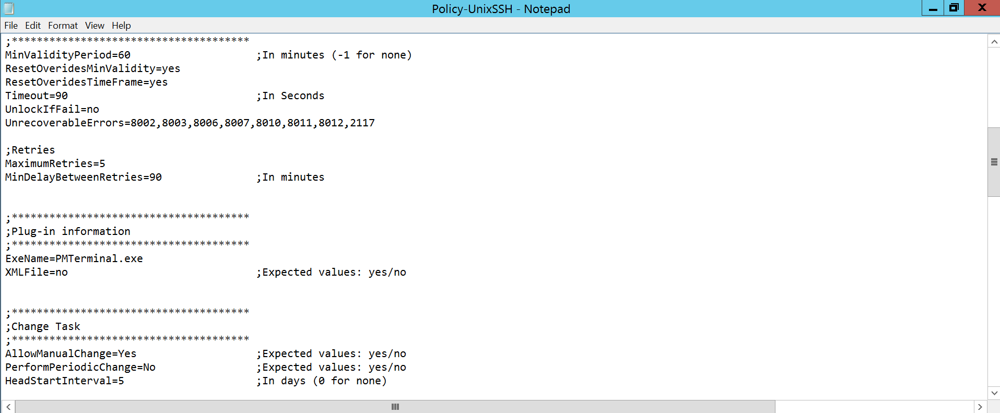 Policy-UnixSSH - Notepad
File Edit Format View Help
;**************************************
MinValidityPeriod=60 ;In minutes (-1 for none)
ResetOveridesMinValidity=yes
ResetOveridesTimeFrame=yes
Timeout=90 ;In Seconds
UnlockIfFail=no
UnrecoverableErrors=8002,8003,8006,8007,8010,8011,8012,2117
;Retries
MaximumRetries=5
MinDelayBetweenRetries=90 ;In minutes
;**************************************
;Plug-in information
;**************************************
ExeName=PMTerminal.exe
XMLFile=no ;Expected values: yes/no
;**************************************
;Change Task
;**************************************
AllowManualChange=Yes ;Expected values: yes/no
PerformPeriodicChange=No ;Expected values: yes/no
HeadStartInterval=5 ;In days (0 for none)